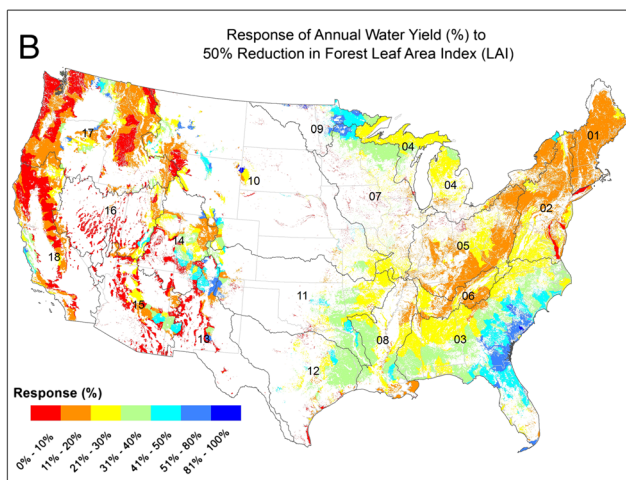 B
Response of Annual Water Yield (%) to
50% Reduction in Forest Leaf Area Index (LAI)
09
01
17
04
10
04
07
02
16
14
05
18
15
11
06
03
08
13
12
Response (%)
0% - 10%
11% - 20%
21% - 30%
31% - 40%
41% - 50%
51% - 80%
81% - 100%